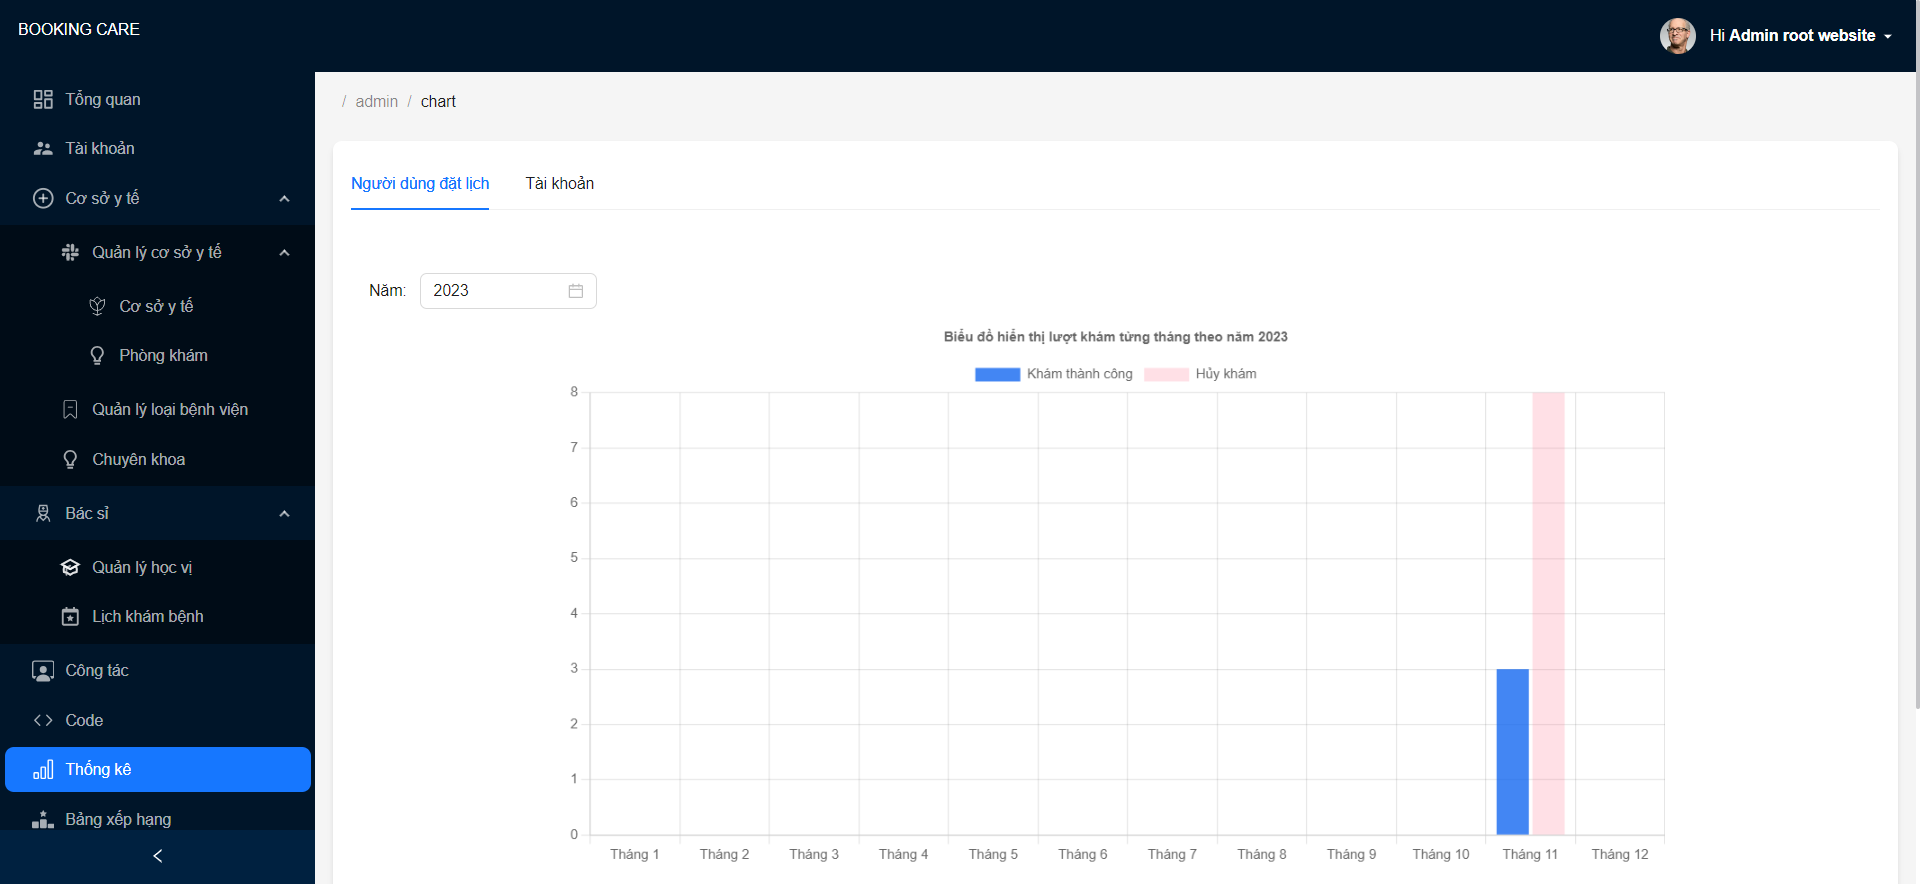 BOOKING CARE
Hi Admin root website
Tổng quan
Tài khoản
Cơ sở y tế
Quản lý cơ sở y tế
Cơ sở y tế
Phòng khám
Quản lý loại bệnh viện
Chuyên khoa
Bác sĩ
Quản lý học vị
Lịch khám bệnh
Công tác
Code
Thống kê
Bảng xếp hạng
/ admin / chart
Người dùng đặt lịch
Tài khoản
Năm: 2023
Biểu đồ hiển thị lượt khám từng tháng theo năm 2023
Khám thành công
Hủy khám
8
7
6
5
4
3
2
1
0
Tháng 1
Tháng 2
Tháng 3
Tháng 4
Tháng 5
Tháng 6
Tháng 7
Tháng 8
Tháng 9
Tháng 10
Tháng 11
Tháng 12